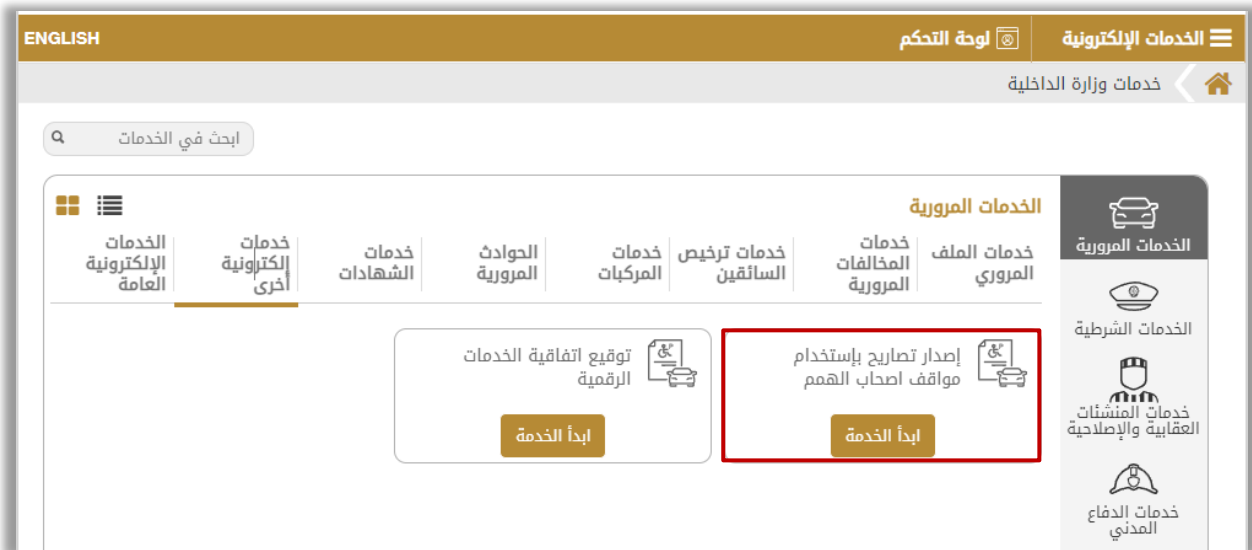 الخدمات الإلكترونية
لوحة التحكم
ENGLISH
خدمات وزارة الداخلية
ابحث في الخدمات
الخدمات المرورية
الخدمات الشرطية
خدمات المنشئات
العقابية والإصلاحية
خدمات الدفاع
المدني
الخدمات المرورية
خدمات الملف
المروري
خدمات
المخالفات
المرورية
خدمات ترخيص
السائقين
خدمات
المركبات
الحوادث
المرورية
خدمات
الشهادات
خدمات
إلكترونية
أخرى
الخدمات
الإلكترونية
العامة
إصدار تصاريح بإستخدام
مواقف اصحاب الهمم
ابدأ الخدمة
توقيع اتفاقية الخدمات
الرقمية
ابدأ الخدمة